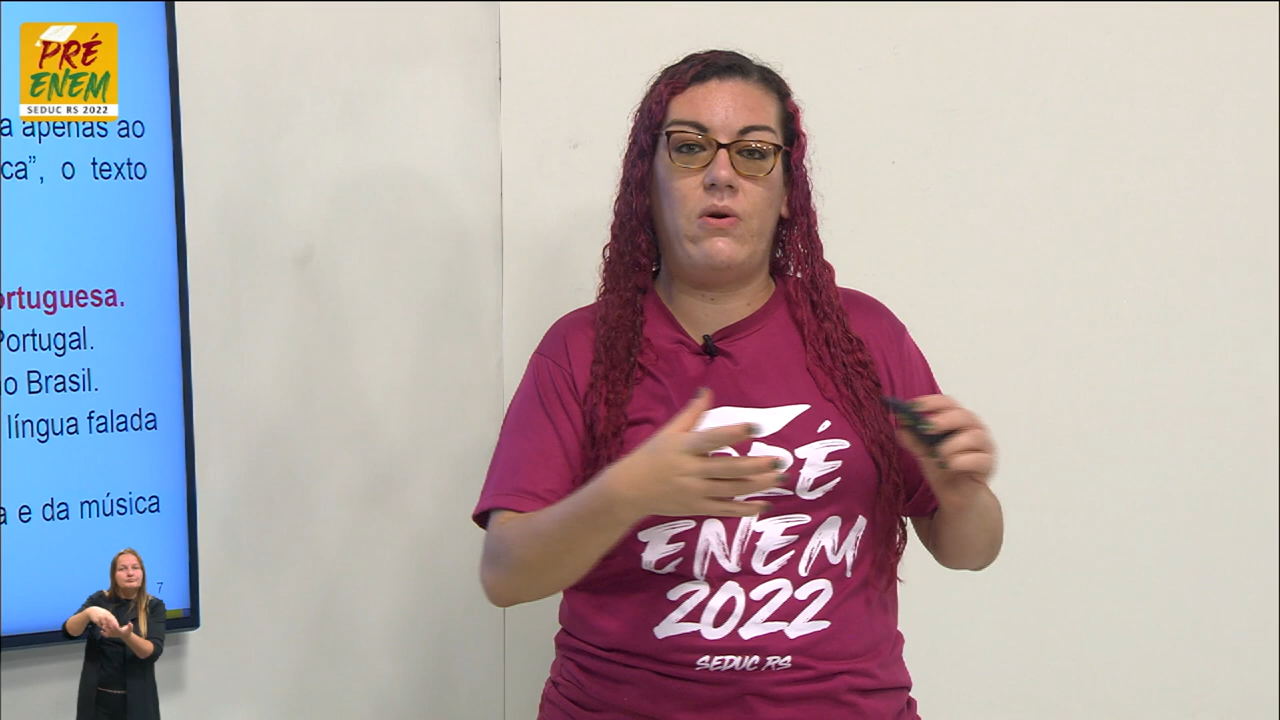 PRÉ
ENEM
SEDUC RS 2022
a apenas ao
ca”, o texto
ortuguesa.
Portugal.
o Brasil.
língua falada
a e da música
7
PRÉ
ENEM
2022
SEDUC RS